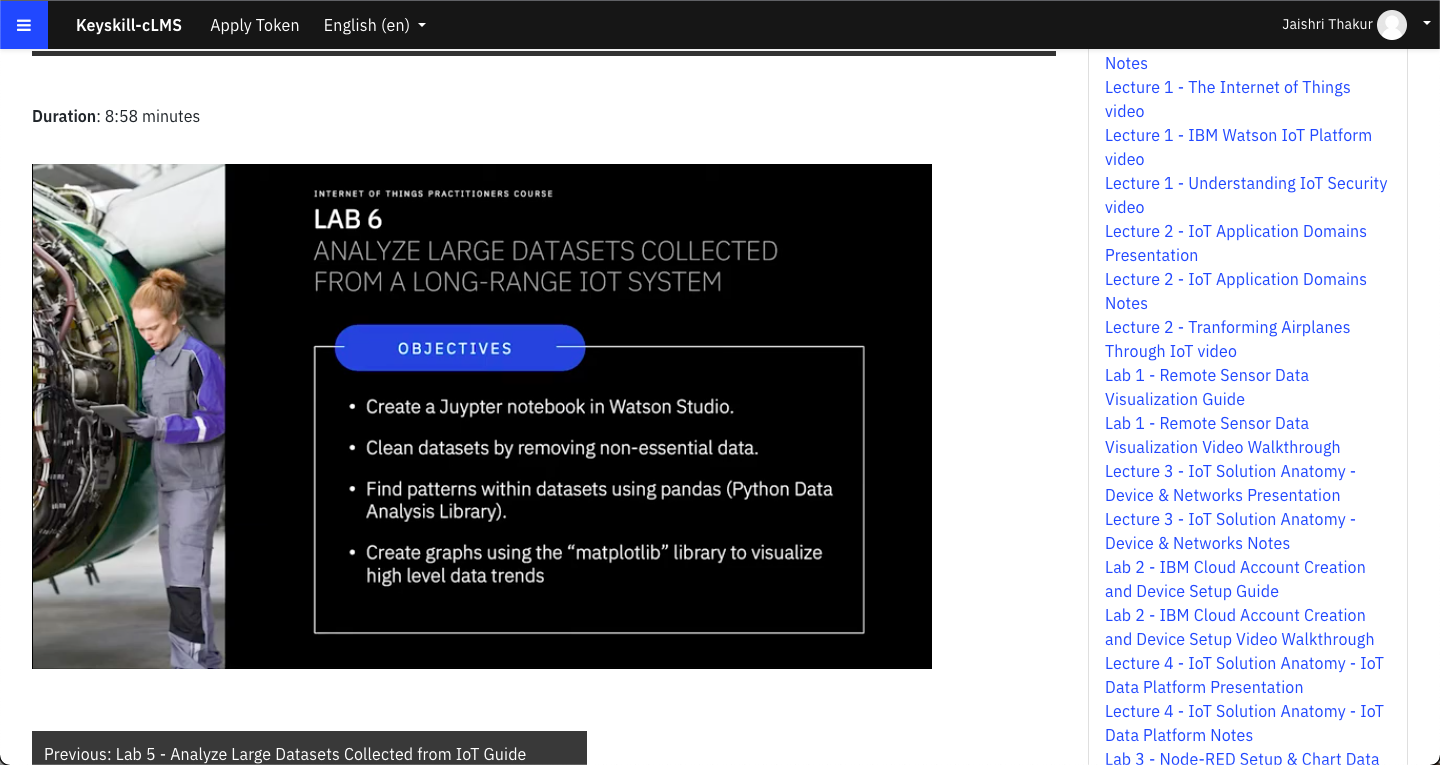 Keyskill-cLMS Apply Token English (en) Jaishri Thakur
Duration: 8:58 minutes
INTERNET OF THINGS PRACTITIONERS COURSE
LAB 6
ANALYZE LARGE DATASETS COLLECTED
FROM A LONG-RANGE IOT SYSTEM
OBJECTIVES
• Create a Juypter notebook in Watson Studio.
• Clean datasets by removing non-essential data.
• Find patterns within datasets using pandas (Python Data
Analysis Library).
• Create graphs using the “matplotlib” library to visualize
high level data trends
Previous: Lab 5 - Analyze Large Datasets Collected from IoT Guide
Notes
Lecture 1 - The Internet of Things
video
Lecture 1 - IBM Watson IoT Platform
video
Lecture 1 - Understanding IoT Security
video
Lecture 2 - IoT Application Domains
Presentation
Lecture 2 - IoT Application Domains
Notes
Lecture 2 - Tranforming Airplanes
Through IoT video
Lab 1 - Remote Sensor Data
Visualization Guide
Lab 1 - Remote Sensor Data
Visualization Video Walkthrough
Lecture 3 - IoT Solution Anatomy -
Device & Networks Presentation
Lecture 3 - IoT Solution Anatomy -
Device & Networks Notes
Lab 2 - IBM Cloud Account Creation
and Device Setup Guide
Lab 2 - IBM Cloud Account Creation
and Device Setup Video Walkthrough
Lecture 4 - IoT Solution Anatomy - IoT
Data Platform Presentation
Lecture 4 - IoT Solution Anatomy - IoT
Data Platform Notes
Lab 3 - Node-RED Setup & Chart Data